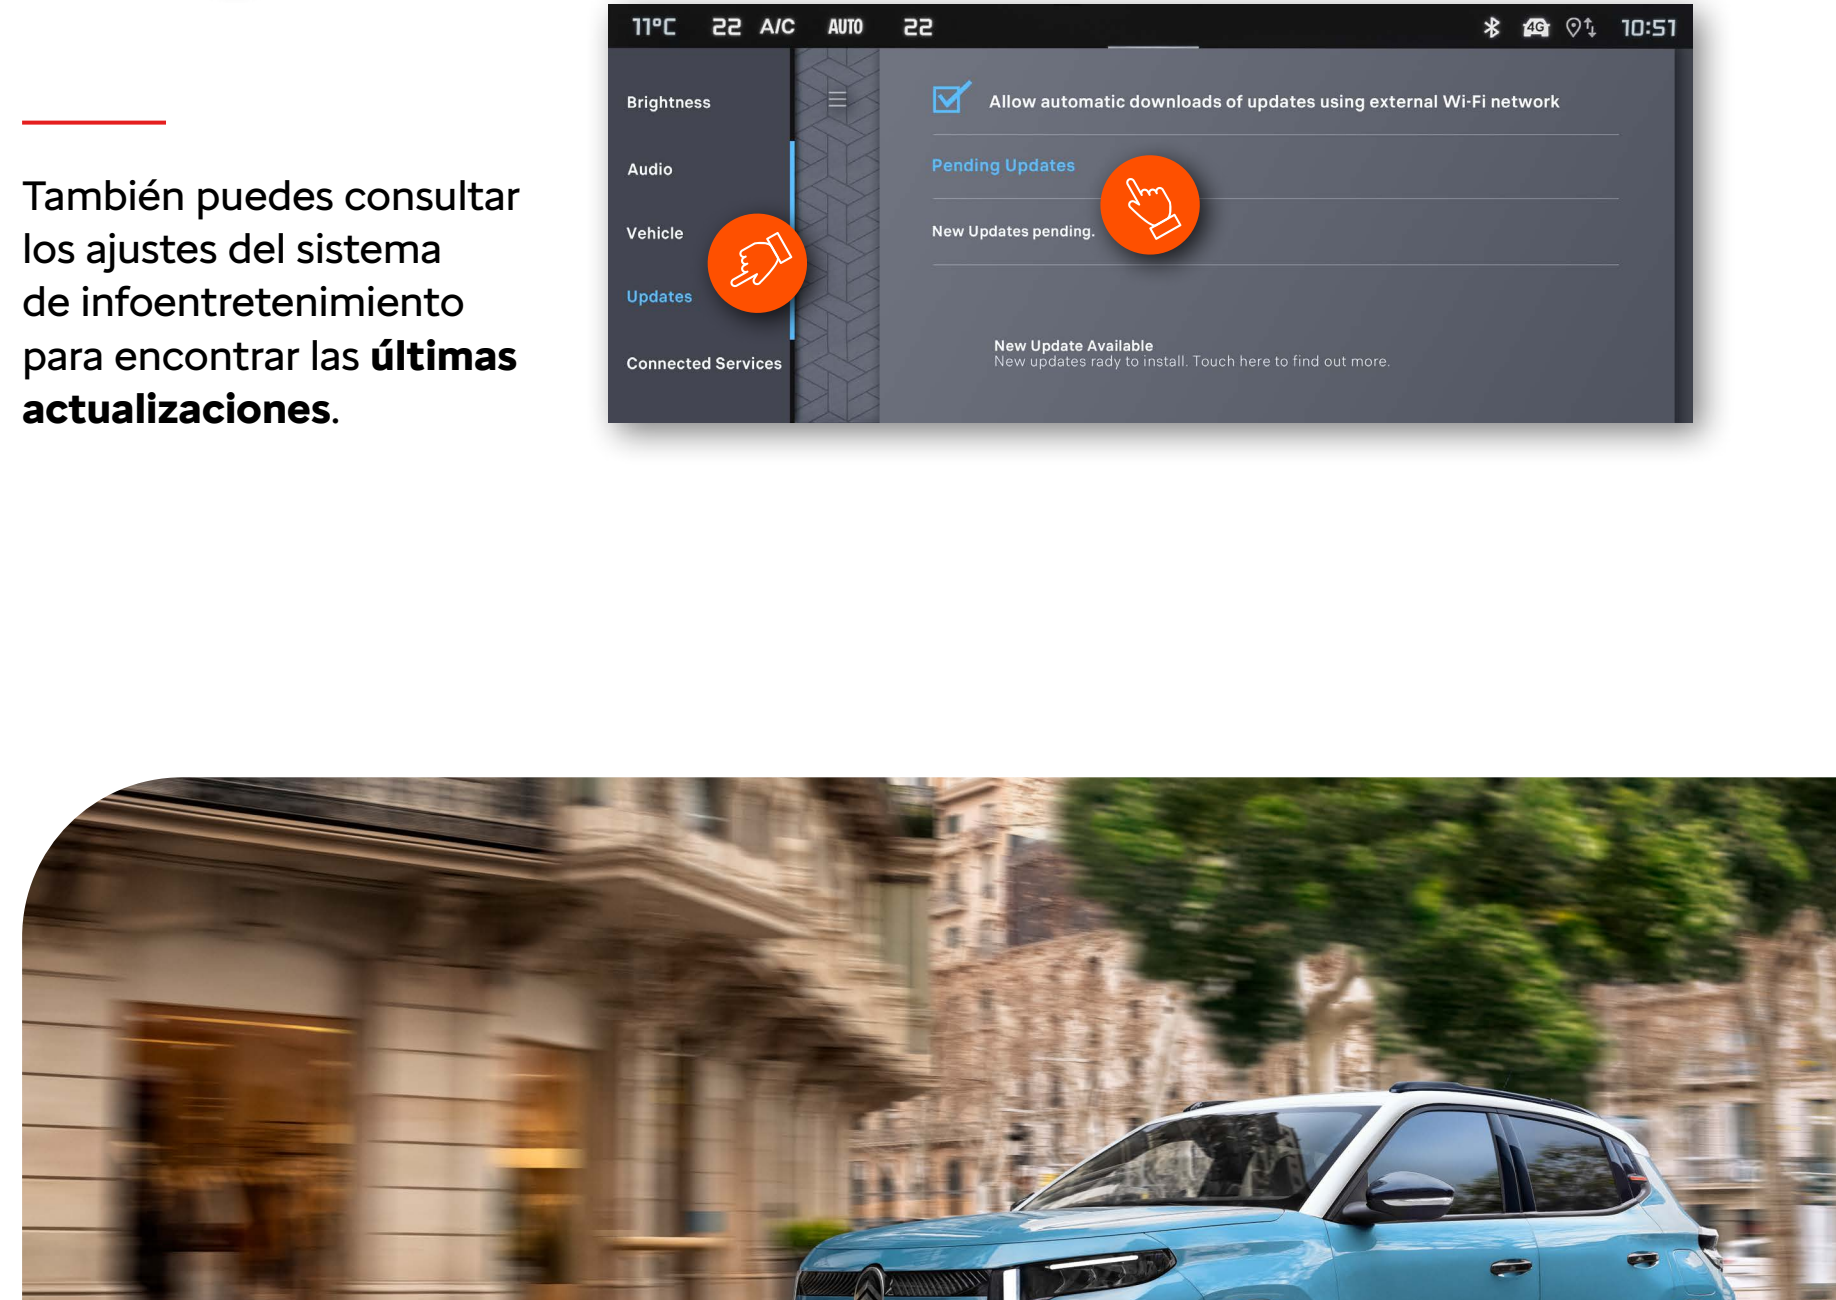 También puedes consultar
los ajustes del sistema
de infoentretenimiento
para encontrar las últimas
actualizaciones.
11°C 22 A/C AUTO 22 4G 10:51
Brightness
Audio
Vehicle
Updates
Connected Services
Allow automatic downloads of updates using external Wi-Fi network
Pending Updates
New Updates pending.
New Update Available
New updates rady to install. Touch here to find out more.